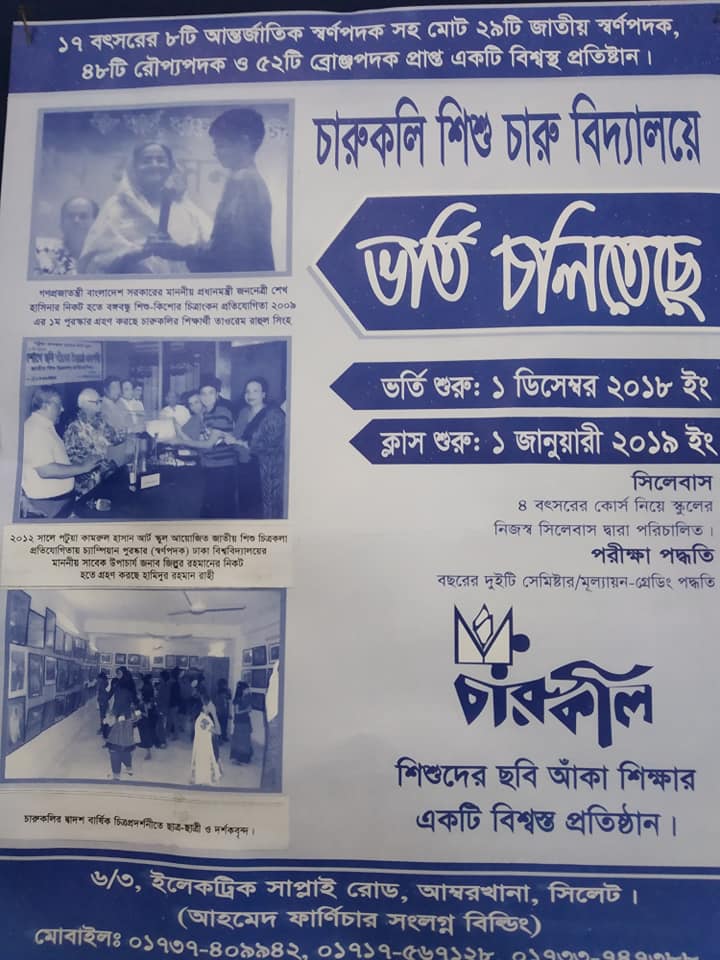 ১৭ বৎসরের ৮টি আন্তর্জাতিক স্বর্ণপদক সহ মোট ২৯টি জাতীয় স্বর্ণপদক,
৪৮টি রৌপ্যপদক ও ৫২টি ব্রোঞ্জপদক প্রাপ্ত একটি বিশ্বস্থ প্রতিষ্টান।
চারুকলি শিশু চারু বিদ্যালয়ে
ভর্তি চলিতেছে
গণপ্রজাতন্ত্রী বাংলাদেশ সরকারের মাননীয় প্রধানমন্ত্রী জননেত্রী শেখ
হাসিনার নিকট হতে বঙ্গবন্ধু শিশু-কিশোর চিত্রাংকন প্রতিযোগিতা ২০০৯
এর ১ম পুরস্কার গ্রহণ করছে চারুকলির শিক্ষার্থী তাওরেম রাহুল সিংহ
ভর্তি শুরু: ১ ডিসেম্বর ২০১৮ ইং
ক্লাস শুরু: ১ জানুয়ারী ২০১৯ ইং
সিলেবাস
৪ বৎসরের কোর্স নিয়ে স্কুলের
নিজস্ব সিলেবাস দ্বারা পরিচালিত।
পরীক্ষা পদ্ধতি
বছরের দুইটি সেমিষ্টার/মূল্যায়ন-গ্রেডিং পদ্ধতি
২০১২ সালে পটুয়া কামরুল হাসান আর্ট স্কুল আয়োজিত জাতীয় শিশু চিত্রকলা
প্রতিযোগিতায় চ্যাম্পিয়ান পুরস্কার (স্বর্ণপদক) ঢাকা বিশ্ববিদ্যালয়ের
মাননীয় সাবেক উপাচার্য জনাব জিল্লুর রহমানের নিকট
হতে গ্রহণ করছে হামিদুর রহমান রাহী
চারুকলি
শিশুদের ছবি আঁকা শিক্ষার
একটি বিশ্বস্ত প্রতিষ্ঠান।
চারুকলির দ্বাদশ বার্ষিক চিত্রপ্রদর্শনীতে ছাত্র-ছাত্রী ও দর্শকবৃন্দ।
৬/৩, ইলেকট্রিক সাপ্লাই রোড, আম্বরখানা, সিলেট।
(আহমেদ ফার্ণিচার সংলগ্ন বিল্ডিং)
মোবাইলঃ ০১৭৩৭-৪০৯৯৪২, ০১৭১৭-৫৬৭১২৮